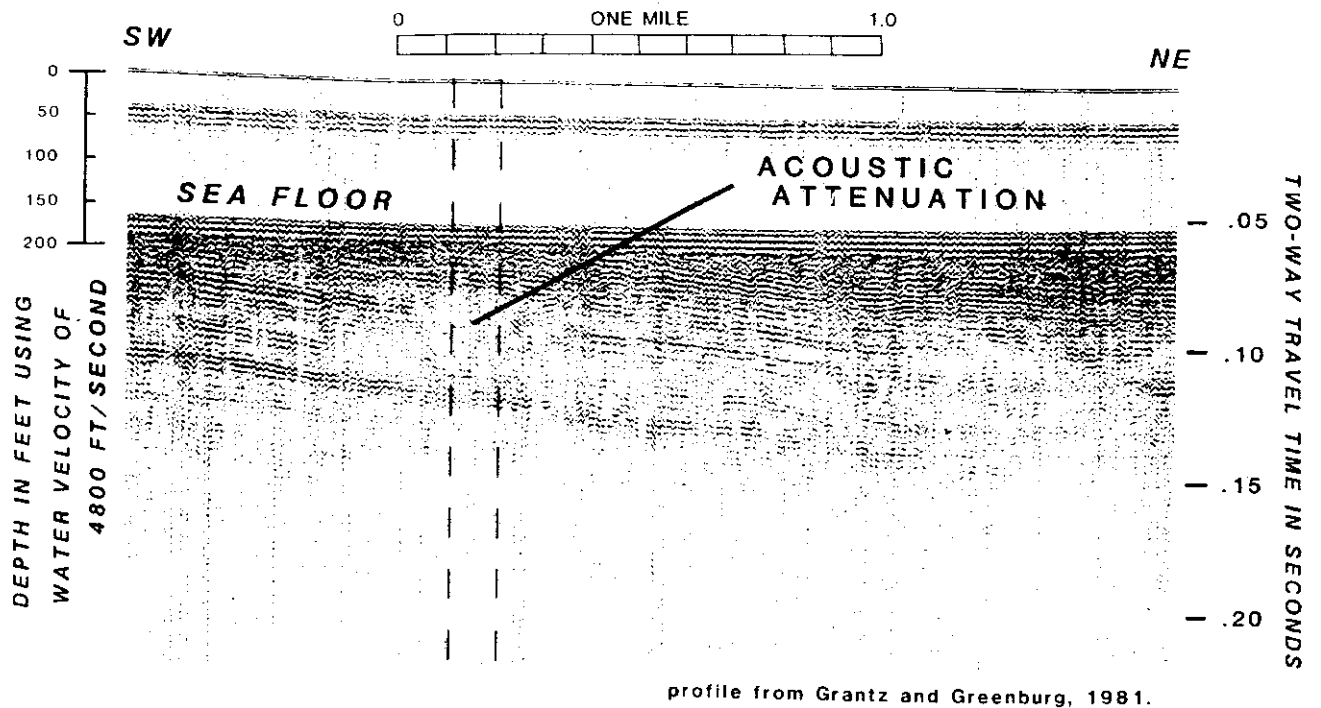 0 ONE MILE 1.0
SW
NE
0
50
100
150
200
SEA FLOOR
ACOUSTIC
ATTENUATION
.05
.10
.15
.20
DEPTH IN FEET USING
WATER VELOCITY OF
4800 FT/SECOND
TWO-WAY TRAVEL TIME IN SECONDS
profile from Grantz and Greenburg, 1981.